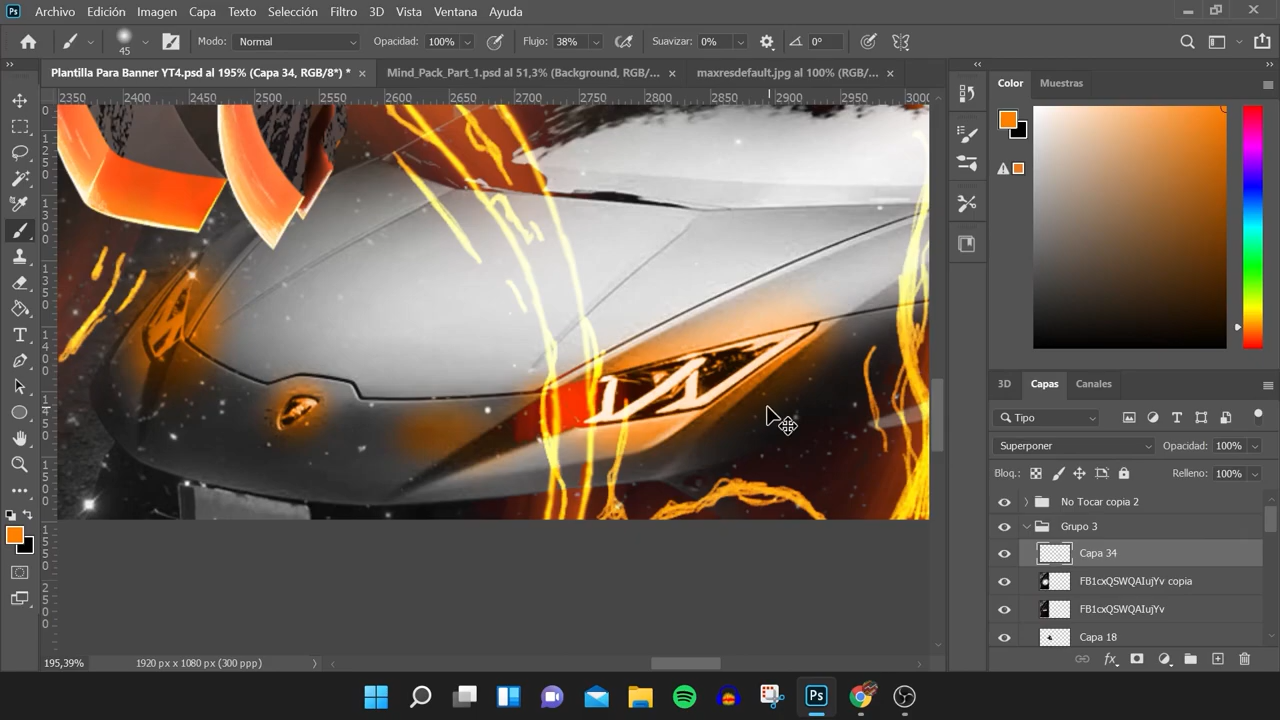 Ps Archivo Edición Imagen Capa Texto Selección Filtro 3D Vista Ventana Ayuda
45 Modo: Normal Opacidad: 100% Flujo: 38% Suavizar: 0% 0°
Plantilla Para Banner YT4.psd al 195% (Capa 34, RGB/8*) * × Mind_Pack_Part_1.psd al 51,3% (Background, RGB/... × maxresdefault.jpg al 100% (RGB/... ×
2350 2400 2450 2500 2550 2600 2650 2700 2750 2800 2850 2900 2950 3000
Color Muestras
3D Capas Canales
Tipo
Superponer Opacidad: 100%
Bloq.: Relleno: 100%
No Tocar copia 2
Grupo 3
Capa 34
FB1cxQSWQAIujYv copia
FB1cxQSWQAIujYv
Capa 18
195,39% 1920 px x 1080 px (300 ppp)
fx
Ps